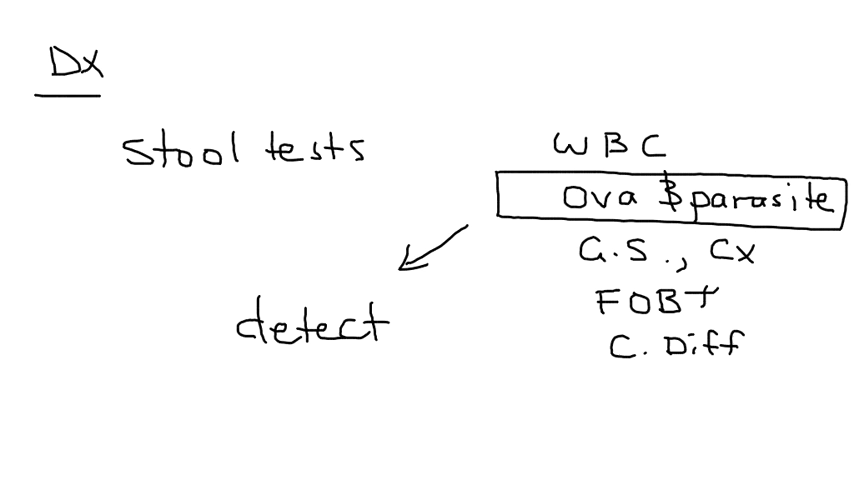 Dx
Stool tests
WBC
Ova & parasite
G.S., Cx
FOBT
C. Diff
detect